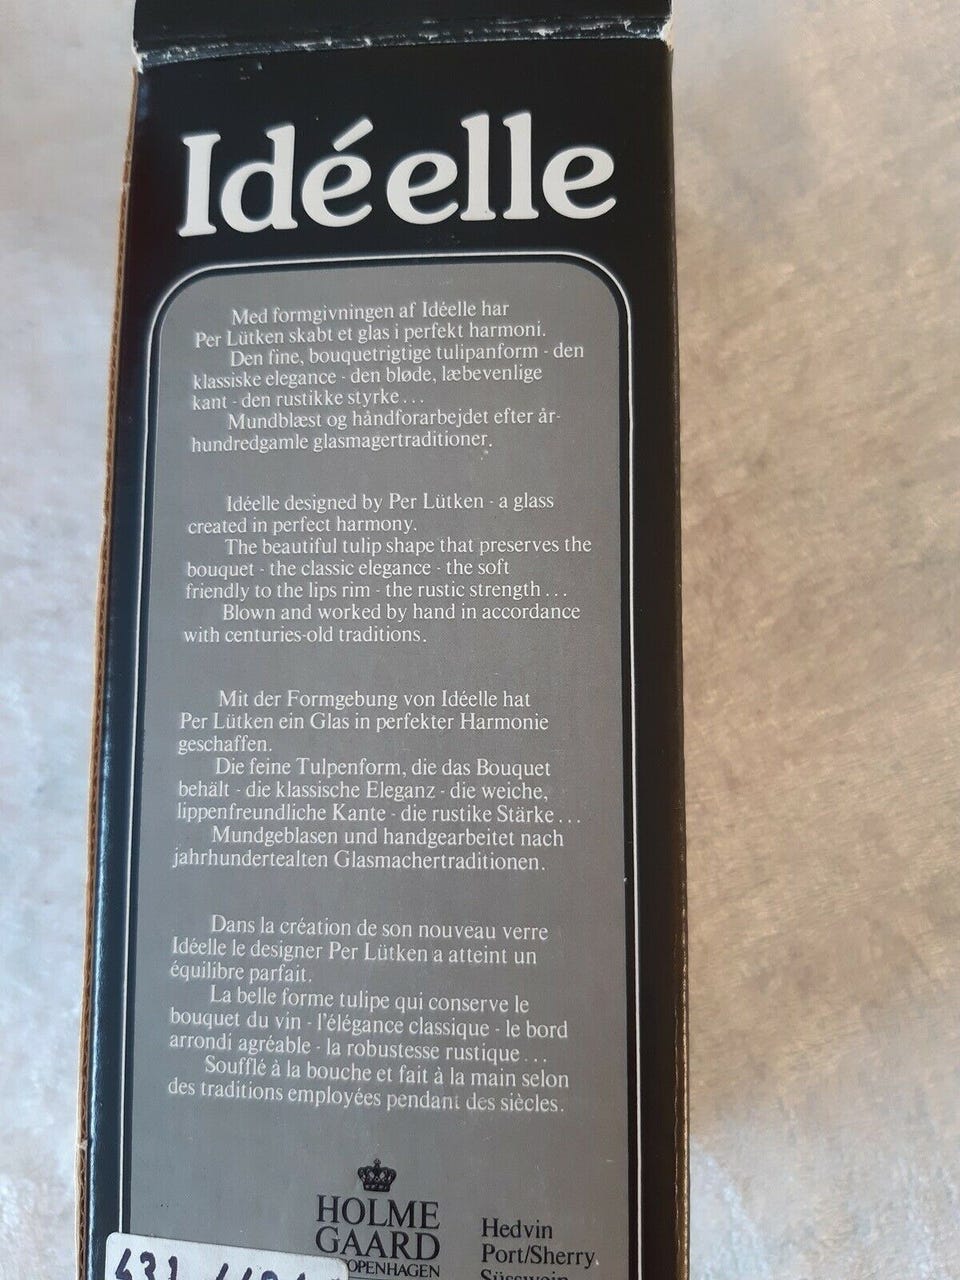 Idéelle
Med formgivningen af Idéelle har
Per Lütken skabt et glas i perfekt harmoni.
Den fine, bouquetrigtige tulipanform - den
klassiske elegance - den bløde, læbevenlige
kant - den rustikke styrke...
Mundblæst og håndforarbejdet efter år-
hundredgamle glasmagertraditioner.
Idéelle designed by Per Lütken - a glass
created in perfect harmony.
The beautiful tulip shape that preserves the
bouquet - the classic elegance - the soft
friendly to the lips rim - the rustic strength...
Blown and worked by hand in accordance
with centuries-old traditions.
Mit der Formgebung von Idéelle hat
Per Lütken ein Glas in perfekter Harmonie
geschaffen.
Die feine Tulpenform, die das Bouquet
behält - die klassische Eleganz - die weiche,
lippenfreundliche Kante - die rustike Stärke...
Mundgeblasen und handgearbeitet nach
jahrhundertealten Glasmachertraditionen.
Dans la création de son nouveau verre
Idéelle le designer Per Lütken a atteint un
équilibre parfait.
La belle forme tulipe qui conserve le
bouquet du vin - l'élégance classique - le bord
arrondi agréable - la robustesse rustique...
Soufflé à la bouche et fait à la main selon
des traditions employées pendant des siècles.
HOLME
GAARD
OPENHAGEN
Hedvin
Port/Sherry
Süsswein